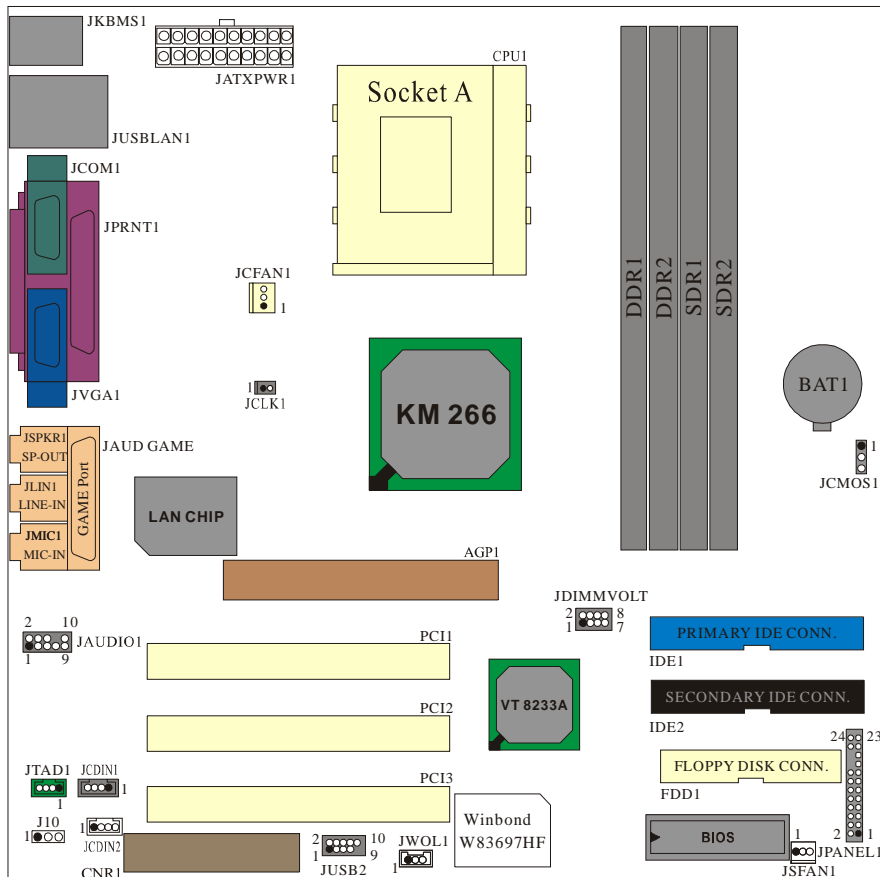 JKBMS1
JATXPWR1
CPU1
Socket A
JUSBLAN1
JCOM1
JPRNT1
JCFAN1
1
DDR1
DDR2
SDR1
SDR2
1
JCLK1
KM 266
BAT1
JVGA1
JSPKR1
SP-OUT
JAUD GAME
GAME Port
JLIN1
LINE-IN
JMIC1
MIC-IN
LAN CHIP
1
JCMOS1
AGP1
JDIMMVOLT
2 8
1 7
2 10
JAUDIO1
1 9
PCI1
PRIMARY IDE CONN.
IDE1
VT 8233A
SECONDARY IDE CONN.
IDE2
PCI2
24 23
FLOPPY DISK CONN.
FDD1
JTAD1
1
JCDIN1
1
PCI3
J10
1
1
JCDIN2
CNR1
2 10
1 9
JUSB2
JWOL1
1
Winbond
W83697HF
BIOS
2 1
JPANEL1
1
JSFAN1